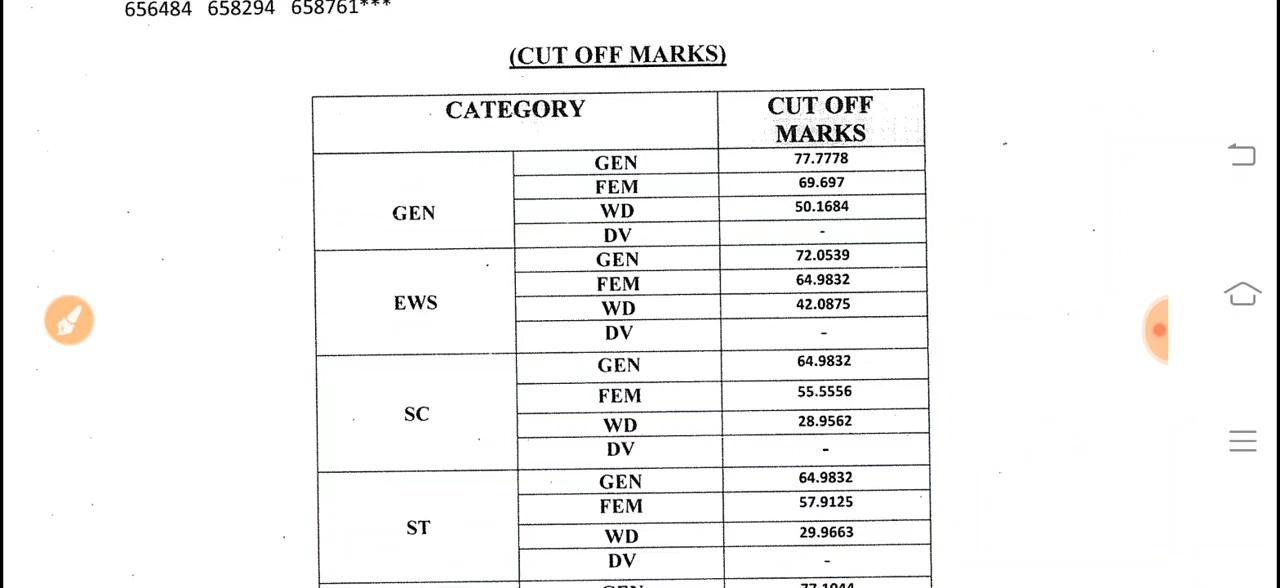 656484 658294 658761***
(CUT OFF MARKS)
CATEGORY CUT OFF MARKS
GEN GEN 77.7778
FEM 69.697
WD 50.1684
DV -
EWS GEN 72.0539
FEM 64.9832
WD 42.0875
DV -
SC GEN 64.9832
FEM 55.5556
WD 28.9562
DV -
ST GEN 64.9832
FEM 57.9125
WD 29.9663
DV -
GEN 77.1044